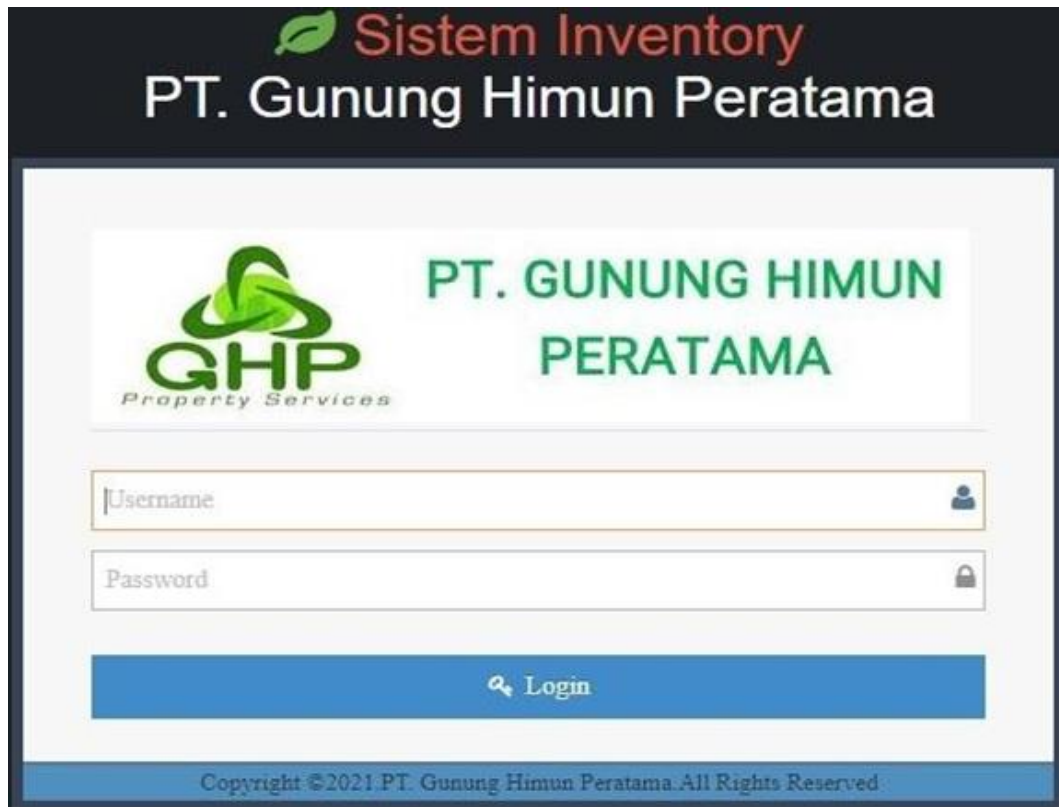 Sistem Inventory
PT. Gunung Himun Peratama
GHP
Property Services
PT. GUNUNG HIMUN
PERATAMA
Username
Password
Login
Copyright ©2021.PT. Gunung Himun Peratama.All Rights Reserved